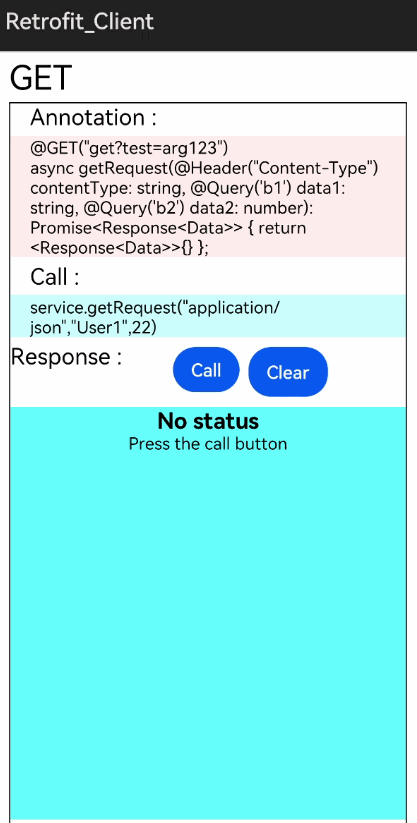 Retrofit_Client
GET
Annotation :
@GET("get?test=arg123")
async getRequest(@Header("Content-Type")
contentType: string, @Query('b1') data1:
string, @Query('b2') data2: number):
Promise<Response<Data>> { return
<Response<Data>>{} };
Call :
service.getRequest("application/
json","User1",22)
Response :
Call
Clear
No status
Press the call button